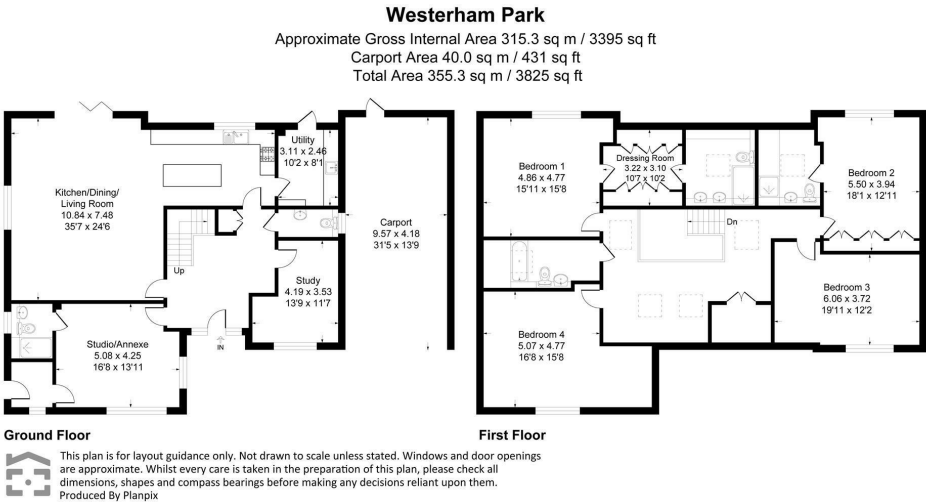 Westerham Park
Approximate Gross Internal Area 315.3 sq m / 3395 sq ft
Carport Area 40.0 sq m / 431 sq ft
Total Area 355.3 sq m / 3825 sq ft
Utility
3.11 x 2.46
10'2 x 8'1
Kitchen/Dining/
Living Room
10.84 x 7.48
35'7 x 24'6
Carport
9.57 x 4.18
31'5 x 13'9
Up
Study
4.19 x 3.53
13'9 x 11'7
Studio/Annexe
5.08 x 4.25
16'8 x 13'11
IN
Ground Floor
Bedroom 1
4.86 x 4.77
15'11 x 15'8
Dressing Room
3.22 x 3.10
10'7 x 10'2
Bedroom 2
5.50 x 3.94
18'1 x 12'11
Dn
Bedroom 3
6.06 x 3.72
19'11 x 12'2
Bedroom 4
5.07 x 4.77
16'8 x 15'8
First Floor
This plan is for layout guidance only. Not drawn to scale unless stated. Windows and door openings
are approximate. Whilst every care is taken in the preparation of this plan, please check all
dimensions, shapes and compass bearings before making any decisions reliant upon them.
Produced By Planpix